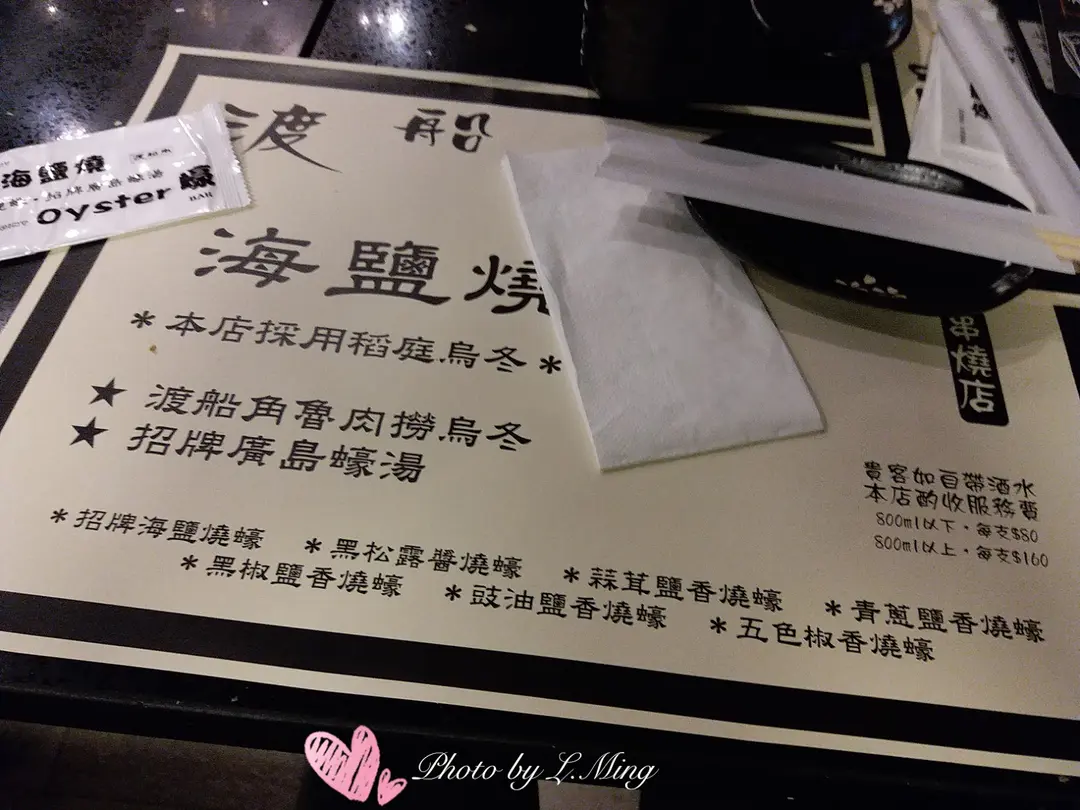 渡船
海鹽燒
*本店採用稻庭烏冬*
★ 渡船角魯肉撈烏冬
★ 招牌廣島蠔湯
*招牌海鹽燒蠔 *黑松露醬燒蠔 *蒜茸鹽香燒蠔 *青蔥鹽香燒蠔
*黑椒鹽香燒蠔 *豉油鹽香燒蠔 *五色椒香燒蠔
串燒店
貴客如自帶酒水
本店酌收服務費
800ml以下・每支$80
800ml以上・每支$160
海鹽燒蠔
Oyster BAR
Photo by L.Ming